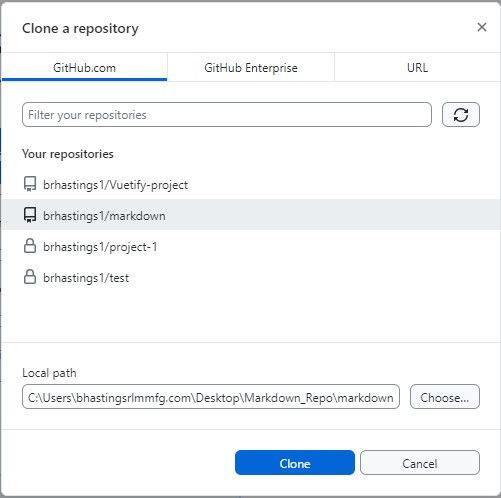 Clone a repository
GitHub.com
GitHub Enterprise
URL
Filter your repositories
Your repositories
brhastings1/Vuetify-project
brhastings1/markdown
brhastings1/project-1
brhastings1/test
Local path
C:\Users\bhastingsrlmmfg.com\Desktop\Markdown_Repo\markdown
Choose...
Clone
Cancel